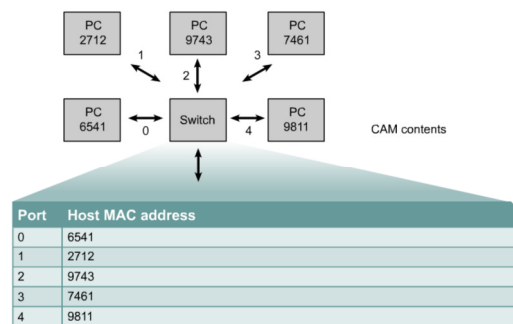 PC
2712
PC
9743
PC
7461
1
2
3
PC
6541
0
Switch
4
PC
9811
CAM contents
Port Host MAC address
0 6541
1 2712
2 9743
3 7461
4 9811